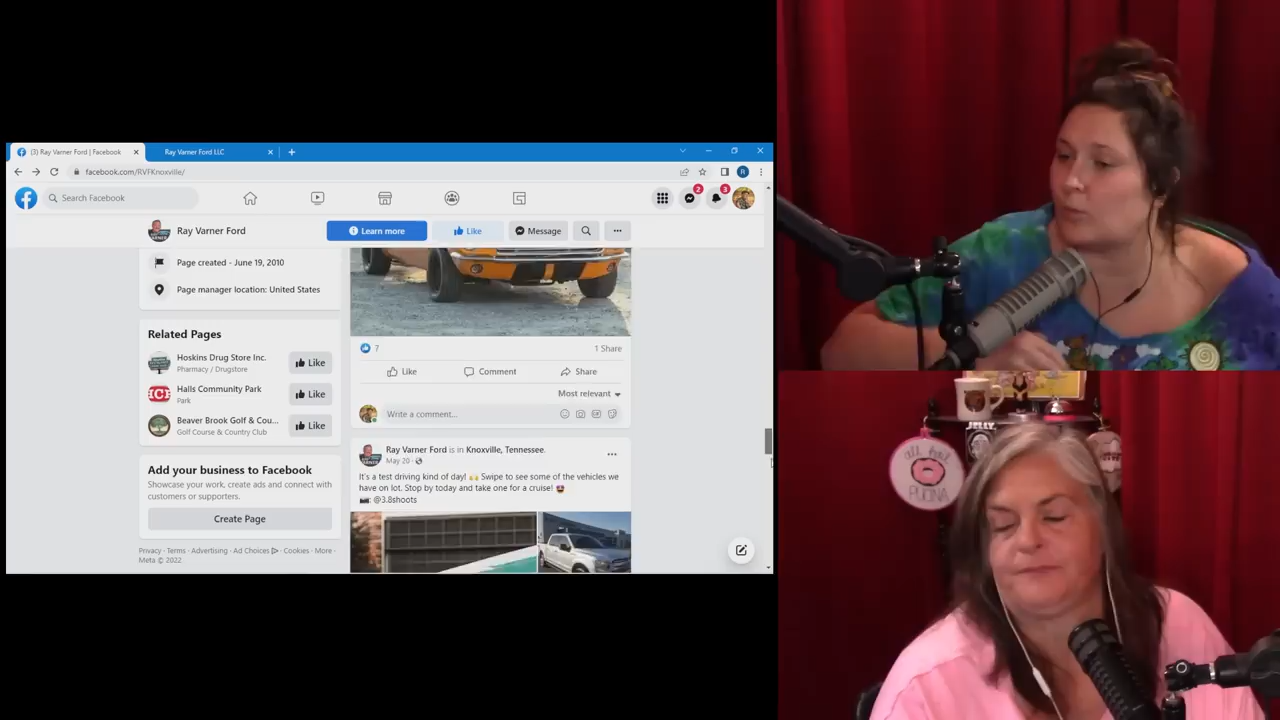 (3) Ray Varner Ford | Facebook
Ray Varner Ford LLC
facebook.com/RVFKnoxville/
R
Search Facebook
2
3
Ray Varner Ford
Learn more
Like
Message
Page created - June 19, 2010
Page manager location: United States
Related Pages
Hoskins Drug Store Inc.
Pharmacy / Drugstore
Like
Halls Community Park
Park
Like
Beaver Brook Golf & Cou...
Golf Course & Country Club
Like
Add your business to Facebook
Showcase your work, create ads and connect with
customers or supporters.
Create Page
Privacy · Terms · Advertising · Ad Choices · Cookies · More ·
Meta © 2022
7
1 Share
Like
Comment
Share
Most relevant
Write a comment...
Ray Varner Ford is in Knoxville, Tennessee.
May 20 ·
It's a test driving kind of day! 🙌 Swipe to see some of the vehicles we
have on lot. Stop by today and take one for a cruise! 🤩
📷: @3.8shoots
JELLY
all hail
PUCINA